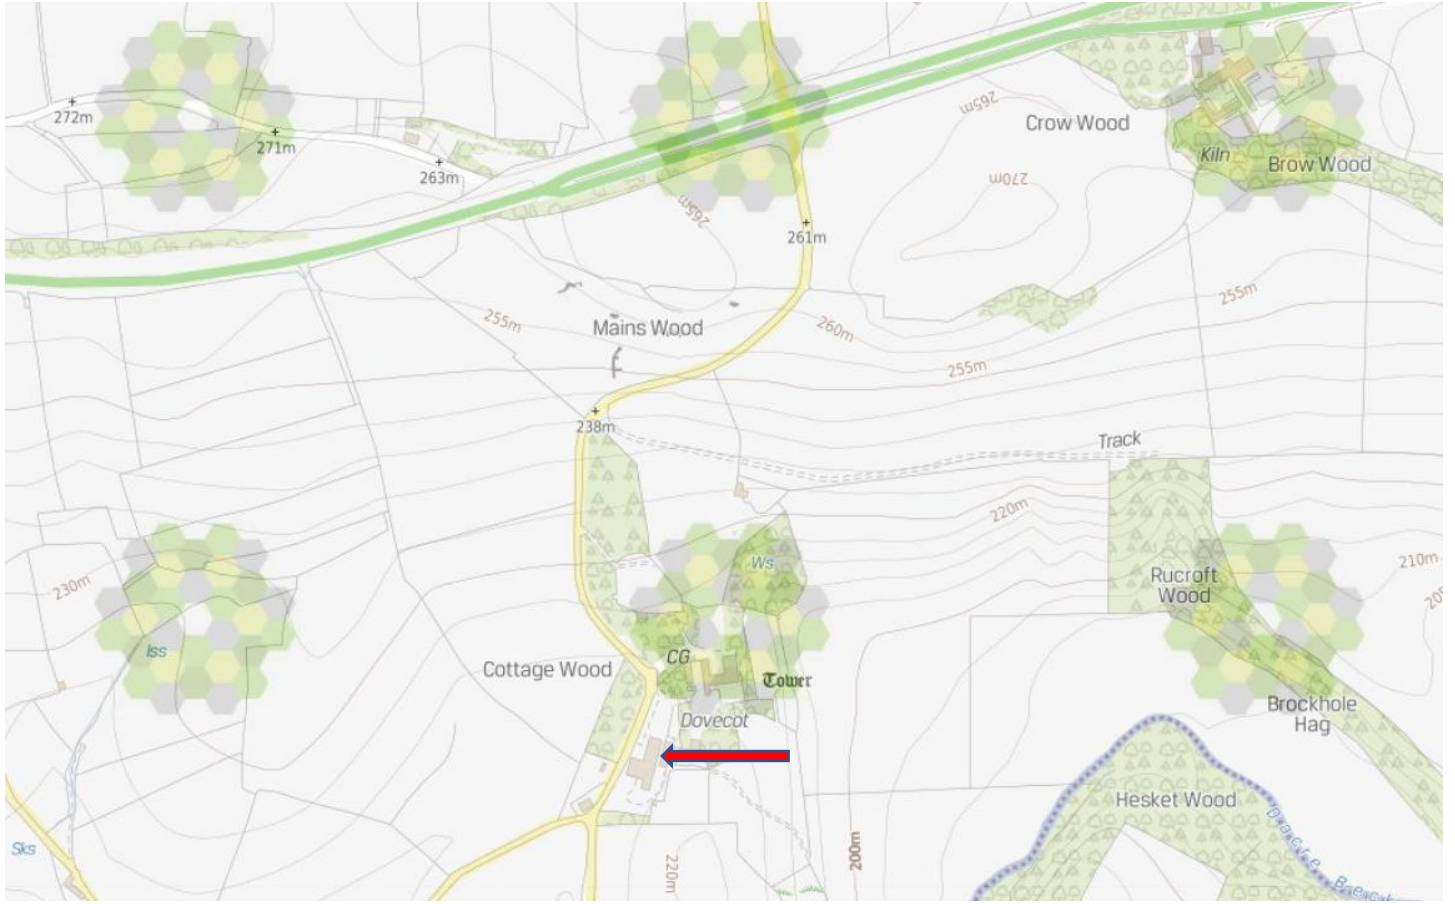 272m
271m
263m
265m
Crow Wood
Kiln
Brow Wood
270m
265m
261m
255m
255m
Mains Wood
260m
255m
238m
Track
220m
Ws
210m
230m
Rucroft
Wood
Iss
CG
Cottage Wood
Tower
Dovecot
Brockhole
Hag
Hesket Wood
Dacre Beck
Sks
220m
200m